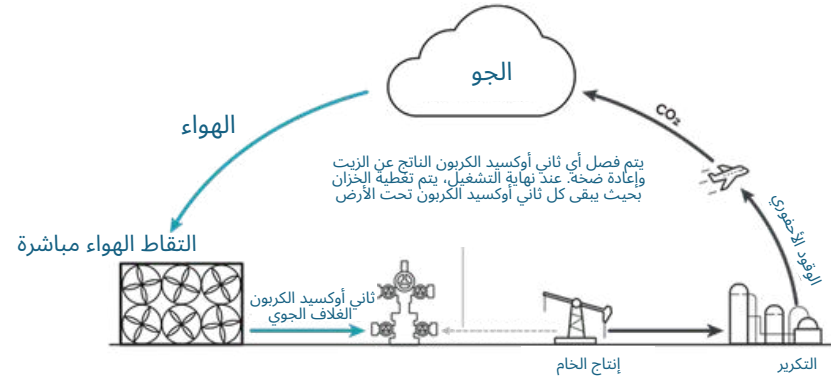 الجو
الهواء
CO₂
يتم فصل أي ثاني أوكسيد الكربون الناتج عن الزيت
وإعادة ضخه. عند نهاية التشغيل، يتم تغطية الخزان
بحيث يبقى كل ثاني أوكسيد الكربون تحت الأرض
الوقود الأحفوري
التقاط الهواء مباشرة
ثاني أوكسيد الكربون
الغلاف الجوي
إنتاج الخام
التكرير